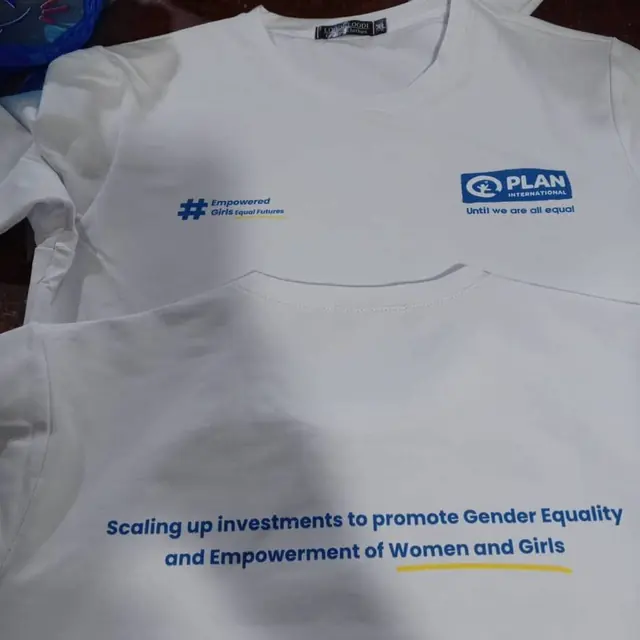 # Empowered
Girls Equal Futures
PLAN
INTERNATIONAL
Until we are all equal
Scaling up investments to promote Gender Equality
and Empowerment of Women and Girls